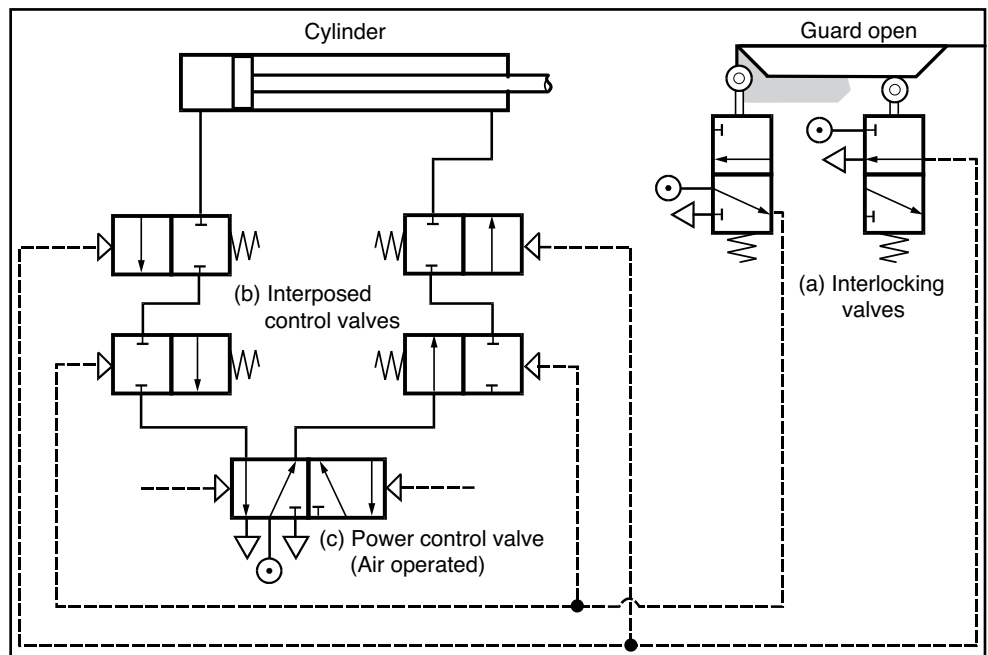 Cylinder
Guard open
(a) Interlocking
valves
(b) Interposed
control valves
(c) Power control valve
(Air operated)